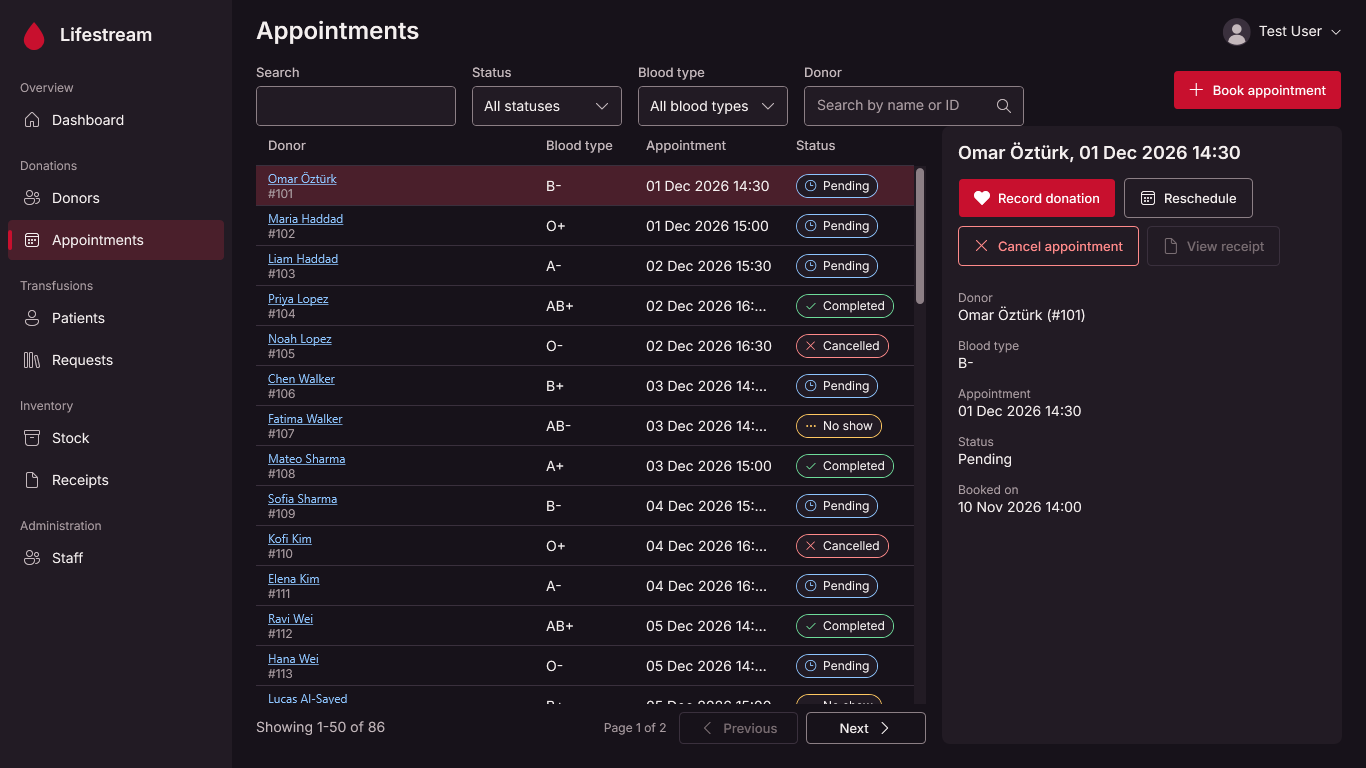 Lifestream
Overview
Dashboard
Donations
Donors
Appointments
Transfusions
Patients
Requests
Inventory
Stock
Receipts
Administration
Staff
Appointments
Test User
Search
Status
Blood type
Donor
All statuses
All blood types
Search by name or ID
Book appointment
Donor Blood type Appointment Status
Omar Öztürk
#101
B- 01 Dec 2026 14:30 Pending
Maria Haddad
#102
O+ 01 Dec 2026 15:00 Pending
Liam Haddad
#103
A- 02 Dec 2026 15:30 Pending
Priya Lopez
#104
AB+ 02 Dec 2026 16:... Completed
Noah Lopez
#105
O- 02 Dec 2026 16:30 Cancelled
Chen Walker
#106
B+ 03 Dec 2026 14:... Pending
Fatima Walker
#107
AB- 03 Dec 2026 14:... No show
Mateo Sharma
#108
A+ 03 Dec 2026 15:00 Completed
Sofia Sharma
#109
B- 04 Dec 2026 15:... Pending
Kofi Kim
#110
O+ 04 Dec 2026 16:... Cancelled
Elena Kim
#111
A- 04 Dec 2026 16:... Pending
Ravi Wei
#112
AB+ 05 Dec 2026 14:... Completed
Hana Wei
#113
O- 05 Dec 2026 14:... Pending
Lucas Al-Sayed
Showing 1-50 of 86
Page 1 of 2
Previous
Next
Omar Öztürk, 01 Dec 2026 14:30
Record donation
Reschedule
Cancel appointment
View receipt
Donor
Omar Öztürk (#101)
Blood type
B-
Appointment
01 Dec 2026 14:30
Status
Pending
Booked on
10 Nov 2026 14:00